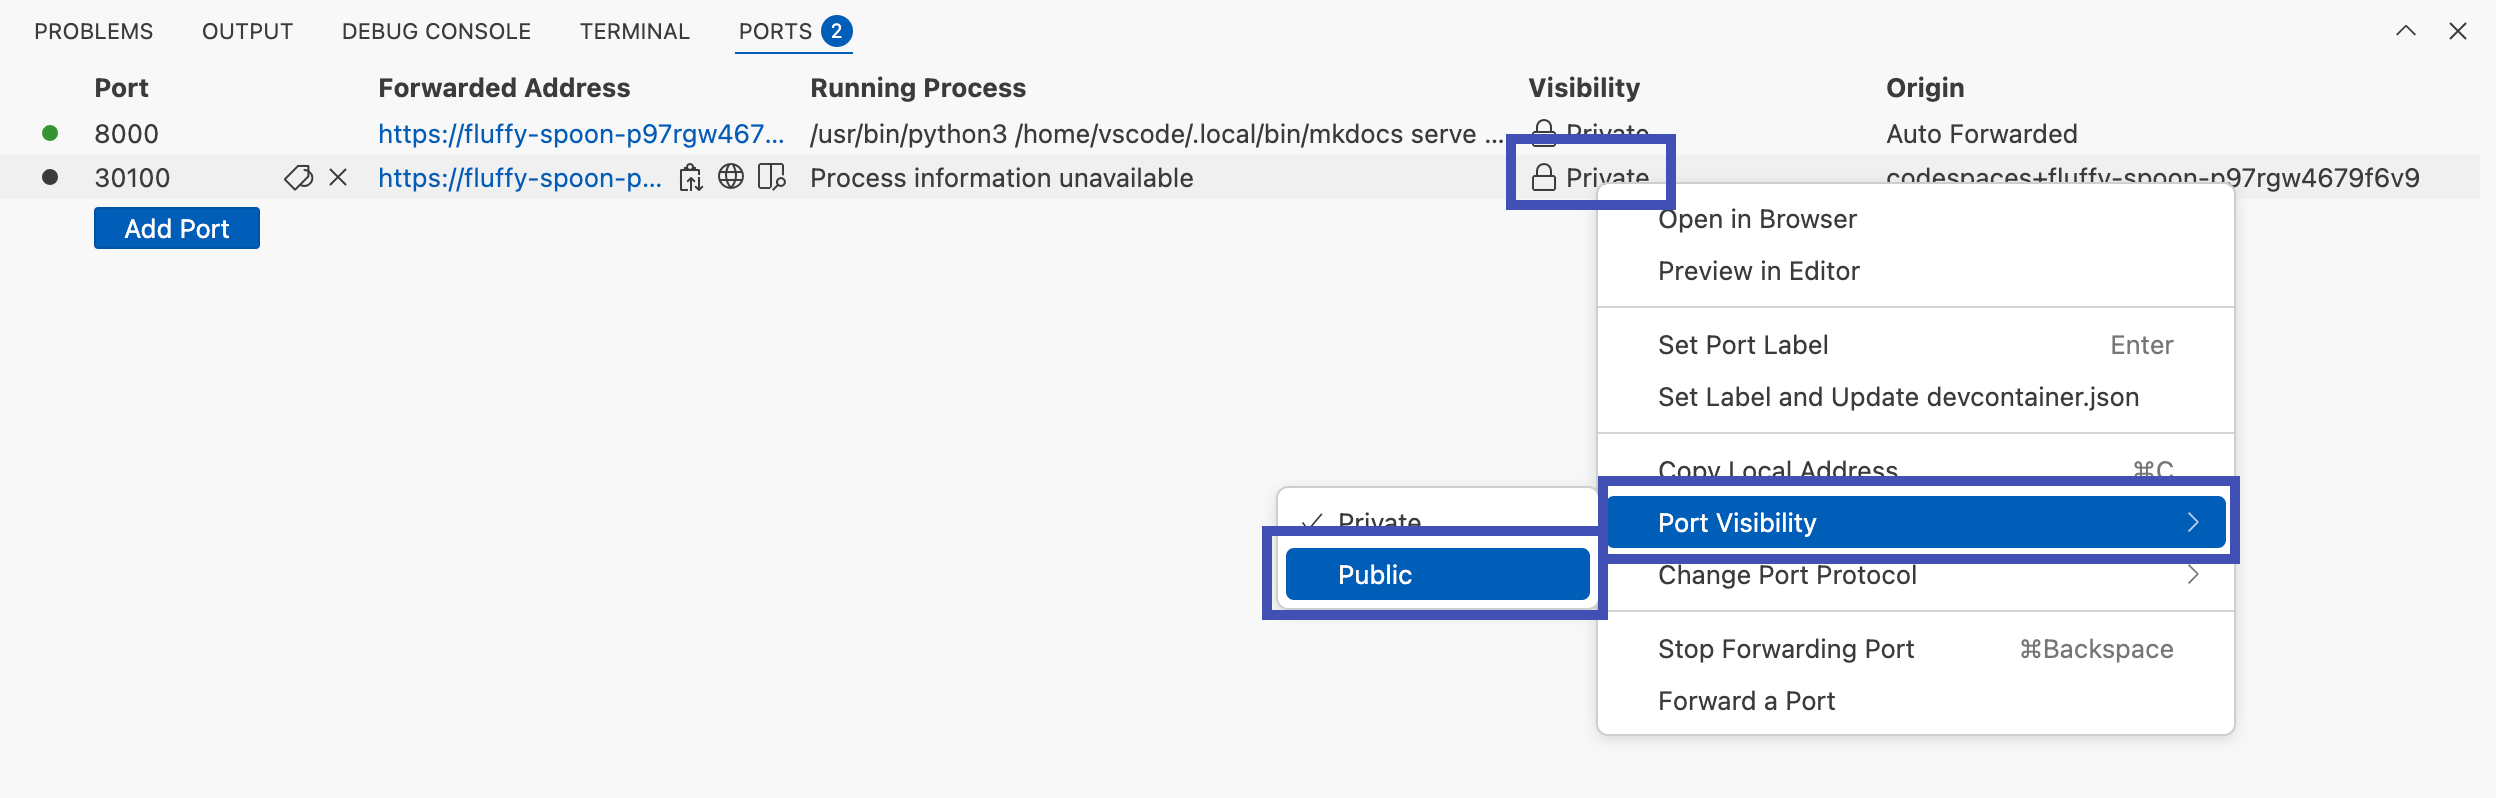 PROBLEMS OUTPUT DEBUG CONSOLE TERMINAL PORTS 2
Port Forwarded Address Running Process Visibility Origin
8000 https://fluffy-spoon-p97rgw467... /usr/bin/python3 /home/vscode/.local/bin/mkdocs serve ... Private Auto Forwarded
30100 https://fluffy-spoon-p... Process information unavailable Private codespaces+fluffy-spoon-p97rgw4679f6v9
Add Port
Open in Browser
Preview in Editor
Set Port Label Enter
Set Label and Update devcontainer.json
Copy Local Address ⌘C
Port Visibility
Private
Public
Change Port Protocol
Stop Forwarding Port ⌘Backspace
Forward a Port